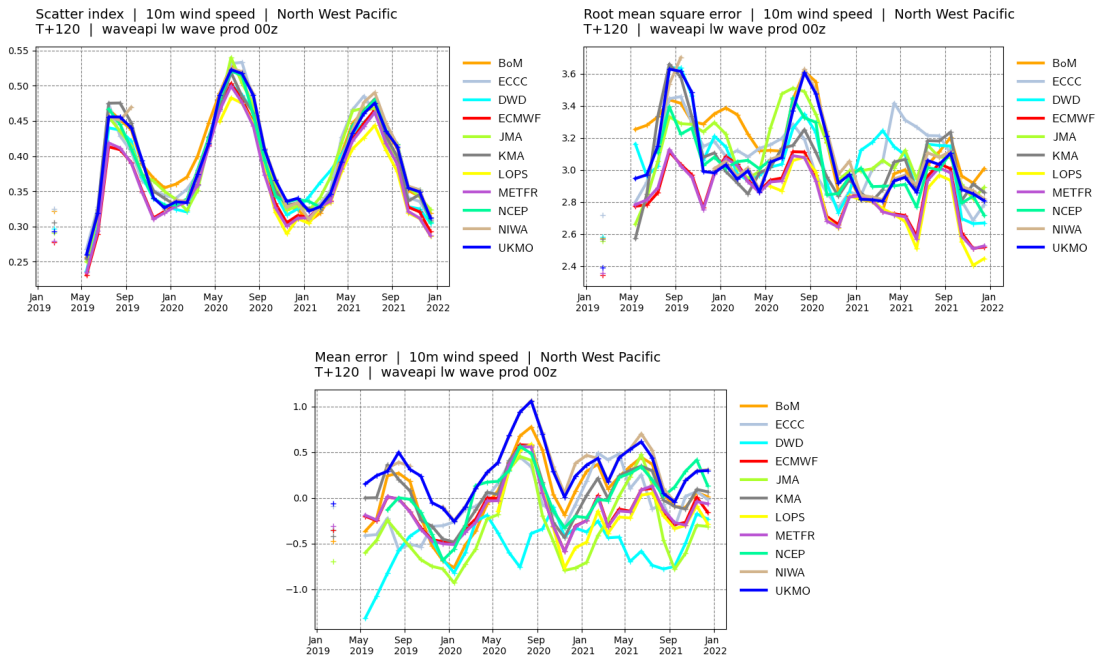 Scatter index | 10m wind speed | North West Pacific
T+120 | waveapi lw wave prod 00z
0.55
0.50
0.45
0.40
0.35
0.30
0.25
Jan 2019
May 2019
Sep 2019
Jan 2020
May 2020
Sep 2020
Jan 2021
May 2021
Sep 2021
Jan 2022
BoM
ECCC
DWD
ECMWF
JMA
KMA
LOPS
METFR
NCEP
NIWA
UKMO
Root mean square error | 10m wind speed | North West Pacific
T+120 | waveapi lw wave prod 00z
3.6
3.4
3.2
3.0
2.8
2.6
2.4
Jan 2019
May 2019
Sep 2019
Jan 2020
May 2020
Sep 2020
Jan 2021
May 2021
Sep 2021
Jan 2022
BoM
ECCC
DWD
ECMWF
JMA
KMA
LOPS
METFR
NCEP
NIWA
UKMO
Mean error | 10m wind speed | North West Pacific
T+120 | waveapi lw wave prod 00z
1.0
0.5
0.0
−0.5
−1.0
Jan 2019
May 2019
Sep 2019
Jan 2020
May 2020
Sep 2020
Jan 2021
May 2021
Sep 2021
Jan 2022
BoM
ECCC
DWD
ECMWF
JMA
KMA
LOPS
METFR
NCEP
NIWA
UKMO